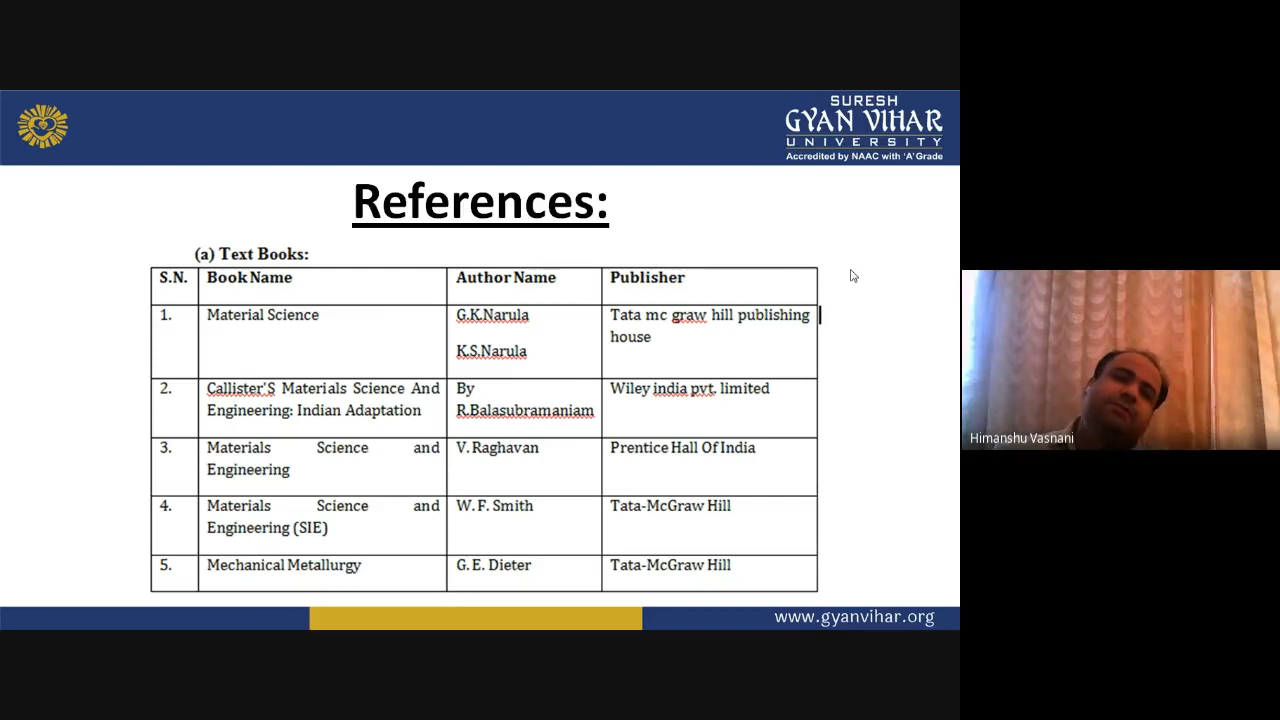 SURESH
GYAN VIHAR
UNIVERSITY
Accredited by NAAC with 'A' Grade
References:
(a) Text Books:
S.N. Book Name Author Name Publisher
1. Material Science G.K.Narula Tata mc graw hill publishing
house
K.S.Narula
2. Callister'S Materials Science And By Wiley india pvt. limited
Engineering: Indian Adaptation R.Balasubramaniam
3. Materials Science and V. Raghavan Prentice Hall Of India
Engineering
4. Materials Science and W. F. Smith Tata-McGraw Hill
Engineering (SIE)
5. Mechanical Metallurgy G. E. Dieter Tata-McGraw Hill
www.gyanvihar.org
Himanshu Vasnani